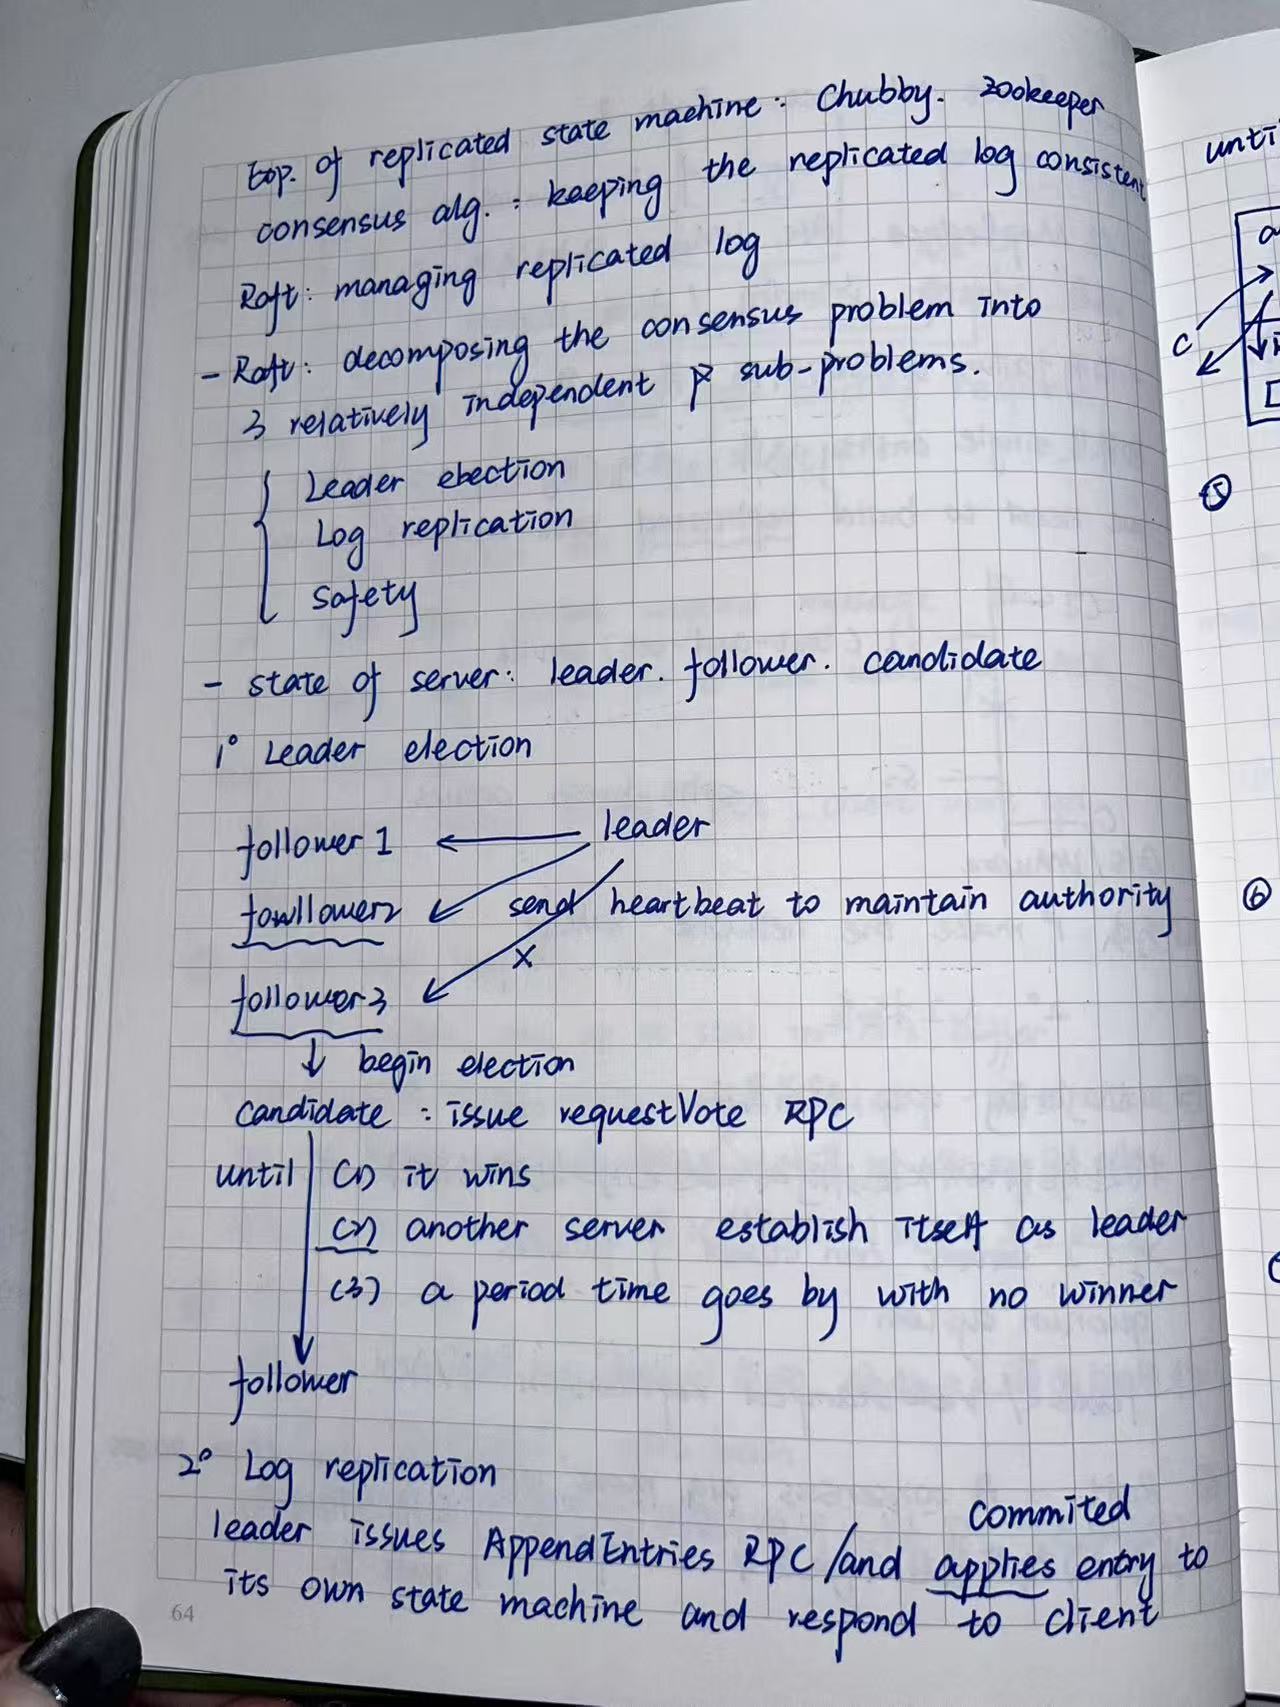 Exp. of replicated state machine : Chubby. Zookeeper
consensus alg. : keeping the replicated log consistent
Raft: managing replicated log
- Raft: decomposing the consensus problem into
3 relatively independent sub-problems.
Leader election
Log replication
Safety
- state of server: leader. follower. candidate
1° Leader election
follower 1 leader
fowllower2 send heartbeat to maintain authority
×
follower3
begin election
candidate : issue requestVote RPC
until (1) it wins
(2) another server establish itself as leader
(3) a period time goes by with no winner
follower
2° Log replication
commited
leader issues AppendEntries RPC /and applies entry to
its own state machine and respond to client
64
until
C
5
6